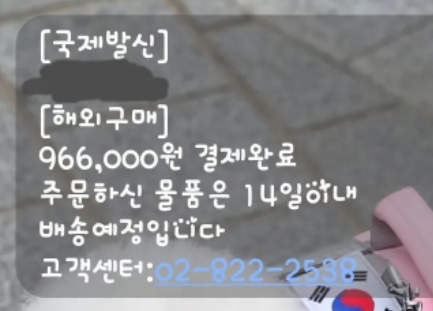 [국제발신]
[해외구매]
966,000원 결제완료
주문하신 물품은 14일이내
배송예정입니다
고객센터:02-822-2598